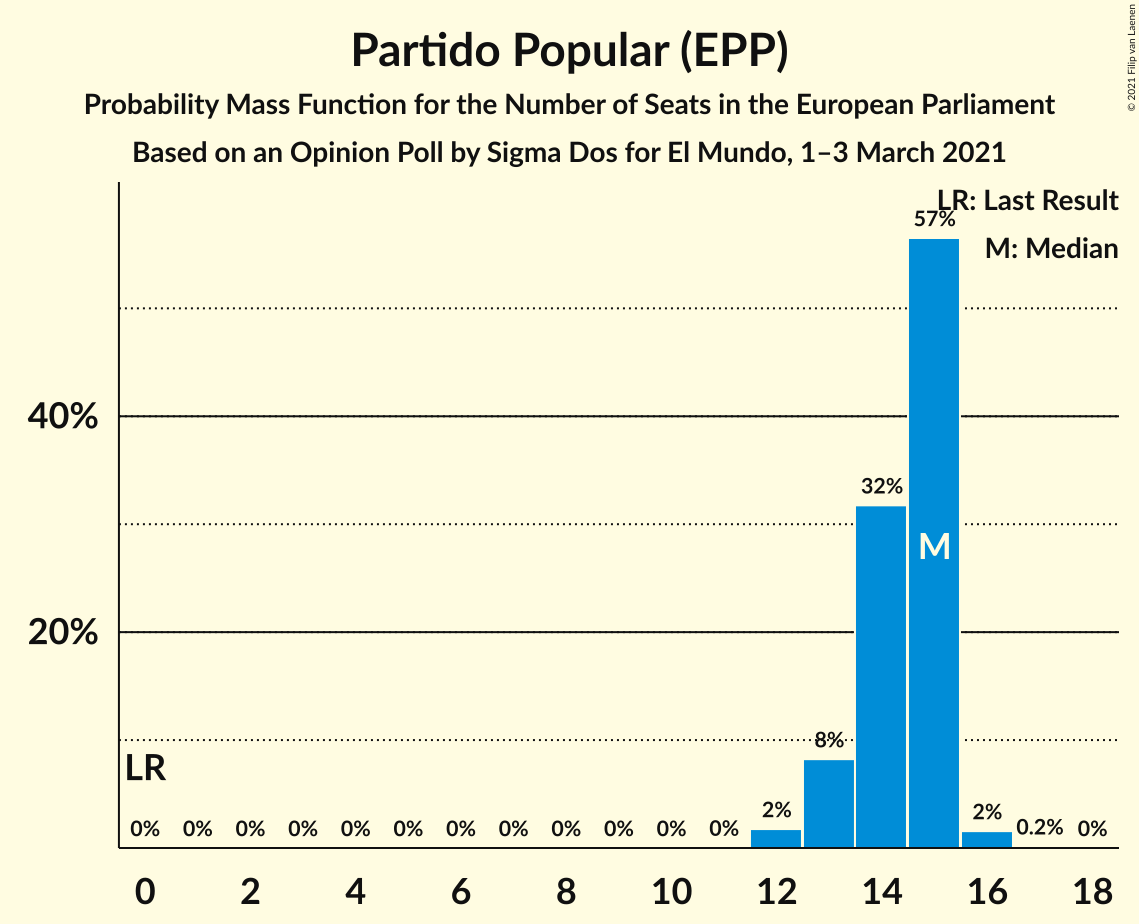 Partido Popular (EPP)
Probability Mass Function for the Number of Seats in the European Parliament
Based on an Opinion Poll by Sigma Dos for El Mundo, 1–3 March 2021
© 2021 Filip van Laenen
LR: Last Result
M: Median
57%
40%
32%
M
20%
8%
LR
0% 0% 0% 0% 0% 0% 0% 0% 0% 0% 0% 0% 2% 2% 0.2% 0%
0 2 4 6 8 10 12 14 16 18